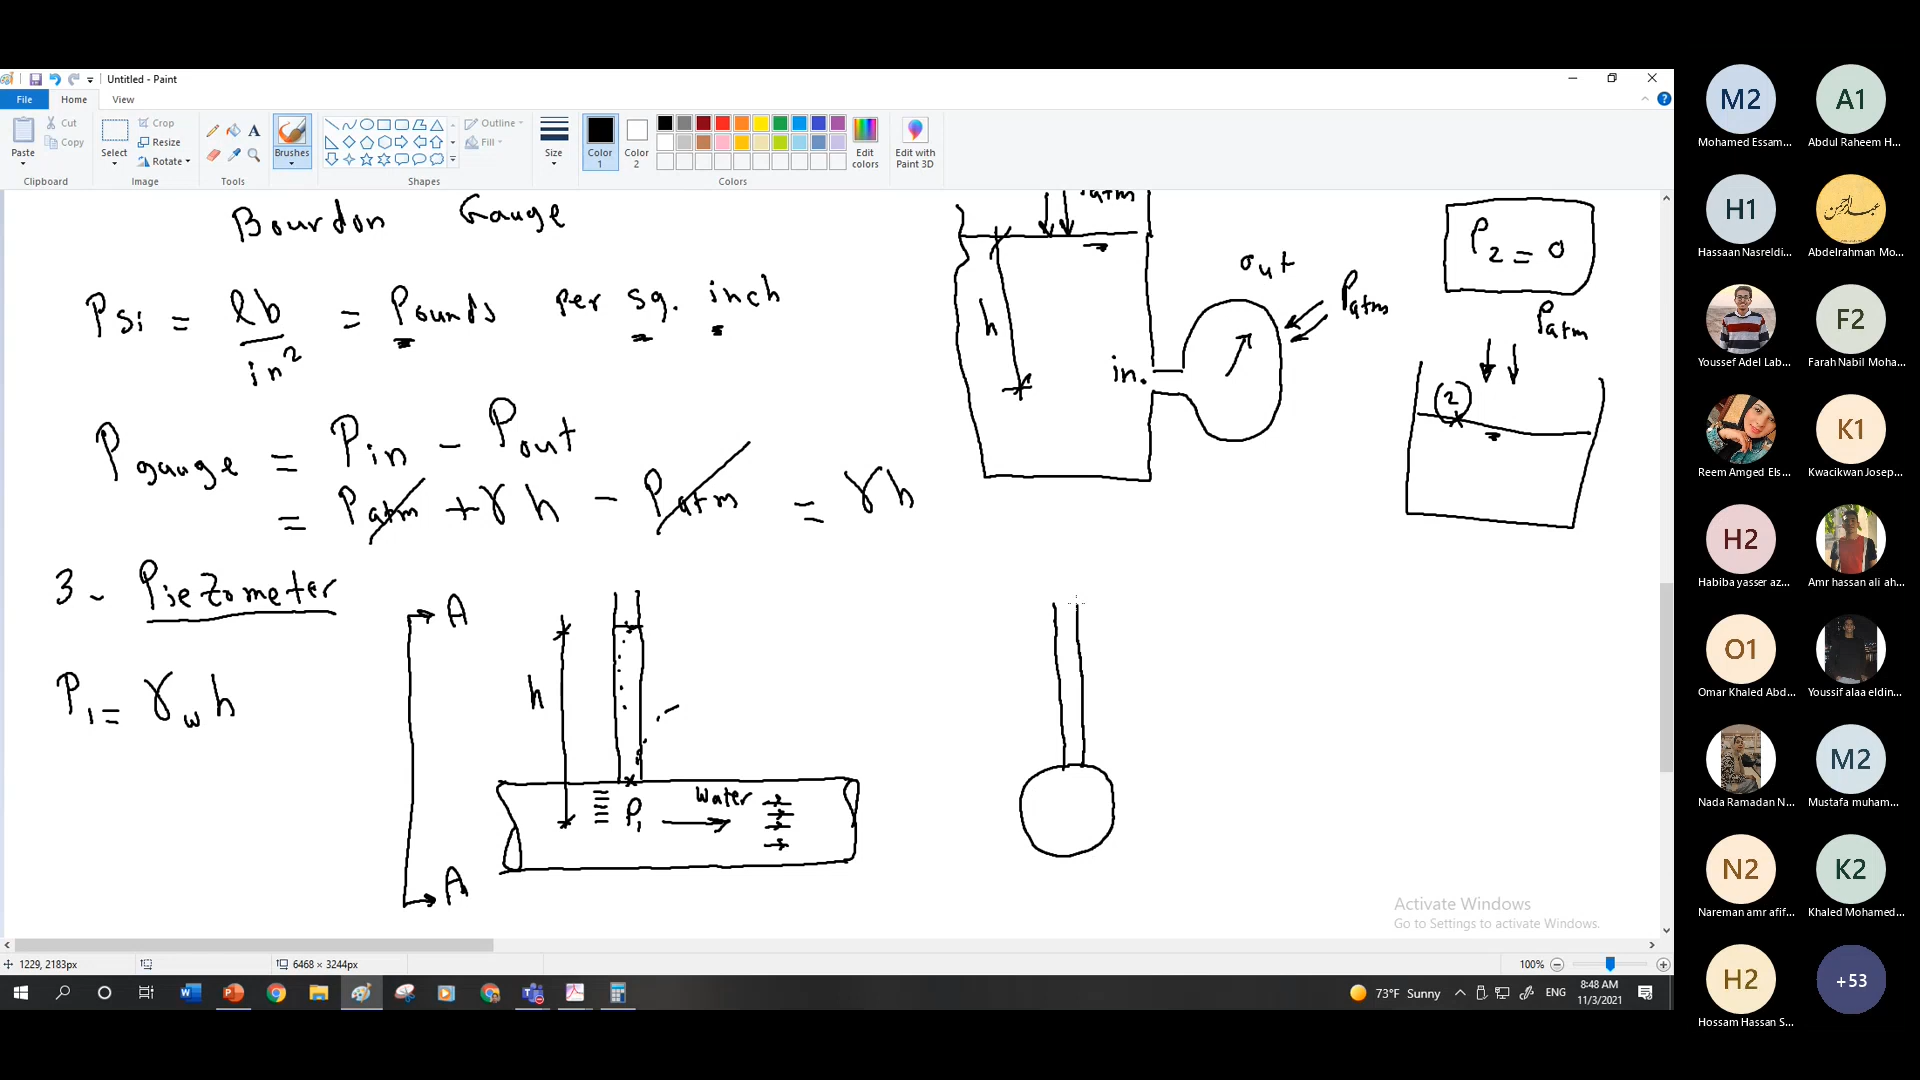 Untitled - Paint
File Home View
Paste
Cut
Copy
Clipboard
Select
Crop
Resize
Rotate
Image
Tools
Brushes
Shapes
Outline
Fill
Size
Color 1
Color 2
Colors
Edit colors
Edit with Paint 3D
Bourdon Gauge
Psi = lb/in² = Pounds per sq. inch
Pgauge = Pin - Pout
= Patm + γh - Patm = γh
3- Piezometer
P1 = γw h
A
A
h
P1
Water
Patm
h
in.
out
Patm
P2 = 0
Patm
2
Activate Windows
Go to Settings to activate Windows.
1229, 2183px
6468 × 3244px
100%
73°F Sunny
ENG
8:48 AM
11/3/2021
M2
Mohamed Essam...
A1
Abdul Raheem H...
H1
Hassaan Nasreldi...
عبدالرحمن
Abdelrahman Mo...
Youssef Adel Lab...
F2
Farah Nabil Moha...
Reem Amged Els...
K1
Kwacikwan Josep...
H2
Habiba yasser az...
Amr hassan ali ah...
O1
Omar Khaled Abd...
Youssif alaa eldin...
Nada Ramadan N...
M2
Mustafa muham...
N2
Nareman amr afif...
K2
Khaled Mohamed...
H2
Hossam Hassan S...
+53